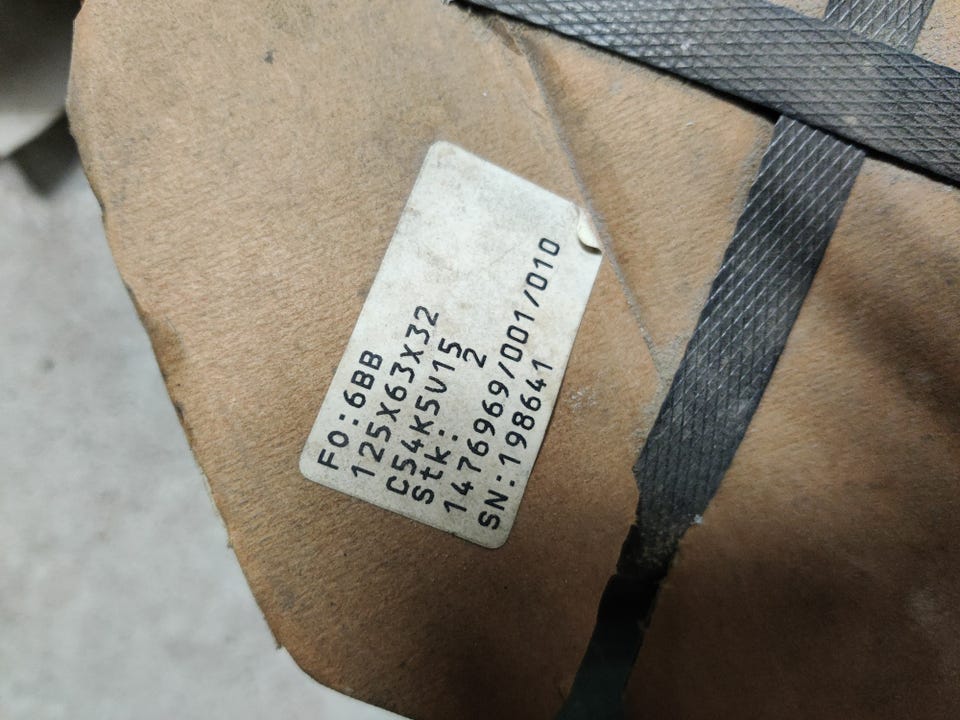 FO:6BB
125X63X32
C54K5V15
Stk: 2
1476969/001/010
SN:198641